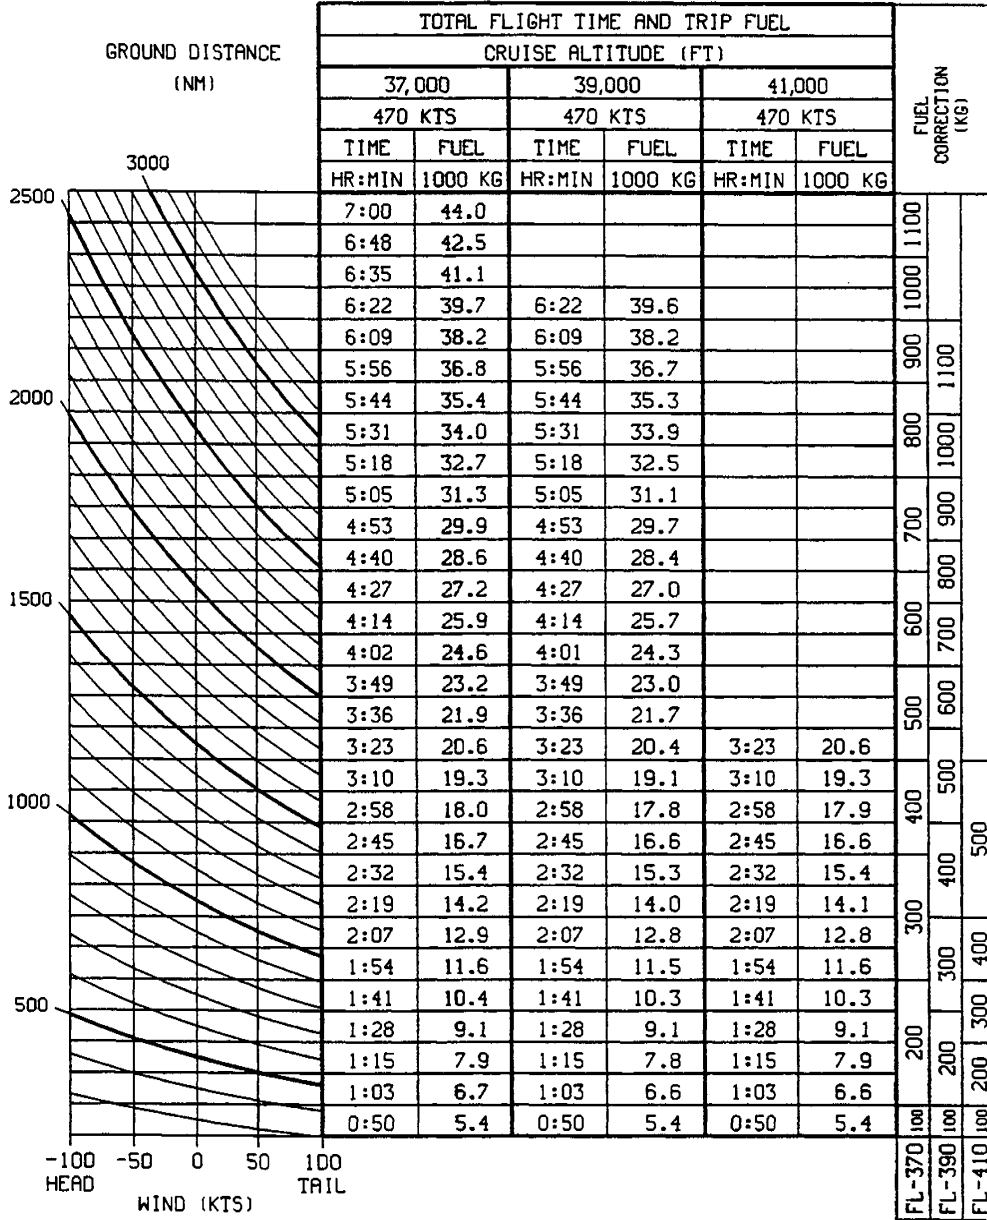 TOTAL FLIGHT TIME AND TRIP FUEL
GROUND DISTANCE
(NM)
CRUISE ALTITUDE (FT)
37,000 39,000 41,000
470 KTS 470 KTS 470 KTS
TIME FUEL TIME FUEL TIME FUEL
HR:MIN 1000 KG HR:MIN 1000 KG HR:MIN 1000 KG
FUEL CORRECTION (KG)
3000
2500
2000
1500
1000
500
7:00 44.0
6:48 42.5
6:35 41.1
6:22 39.7 6:22 39.6
6:09 38.2 6:09 38.2
5:56 36.8 5:56 36.7
5:44 35.4 5:44 35.3
5:31 34.0 5:31 33.9
5:18 32.7 5:18 32.5
5:05 31.3 5:05 31.1
4:53 29.9 4:53 29.7
4:40 28.6 4:40 28.4
4:27 27.2 4:27 27.0
4:14 25.9 4:14 25.7
4:02 24.6 4:01 24.3
3:49 23.2 3:49 23.0
3:36 21.9 3:36 21.7
3:23 20.6 3:23 20.4 3:23 20.6
3:10 19.3 3:10 19.1 3:10 19.3
2:58 18.0 2:58 17.8 2:58 17.9
2:45 16.7 2:45 16.6 2:45 16.6
2:32 15.4 2:32 15.3 2:32 15.4
2:19 14.2 2:19 14.0 2:19 14.1
2:07 12.9 2:07 12.8 2:07 12.8
1:54 11.6 1:54 11.5 1:54 11.6
1:41 10.4 1:41 10.3 1:41 10.3
1:28 9.1 1:28 9.1 1:28 9.1
1:15 7.9 1:15 7.8 1:15 7.9
1:03 6.7 1:03 6.6 1:03 6.6
0:50 5.4 0:50 5.4 0:50 5.4
FL-370 100 200 300 400 500 600 700 800 900 1000 1100
FL-390 100 200 300 400 500 600 700 800 900 1000 1100
FL-410 100 200 300 400 500
-100 -50 0 50 100
HEAD TAIL
WIND (KTS)